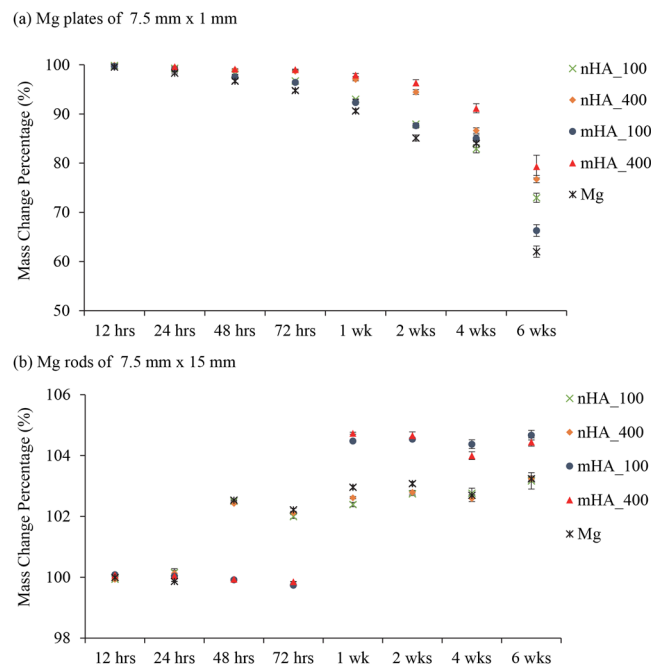 (a) Mg plates of 7.5 mm x 1 mm
Mass Change Percentage (%)
100
90
80
70
60
50
12 hrs 24 hrs 48 hrs 72 hrs 1 wk 2 wks 4 wks 6 wks
nHA_100
nHA_400
mHA_100
mHA_400
Mg
(b) Mg rods of 7.5 mm x 15 mm
Mass Change Percentage (%)
106
104
102
100
98
12 hrs 24 hrs 48 hrs 72 hrs 1 wk 2 wks 4 wks 6 wks
nHA_100
nHA_400
mHA_100
mHA_400
Mg